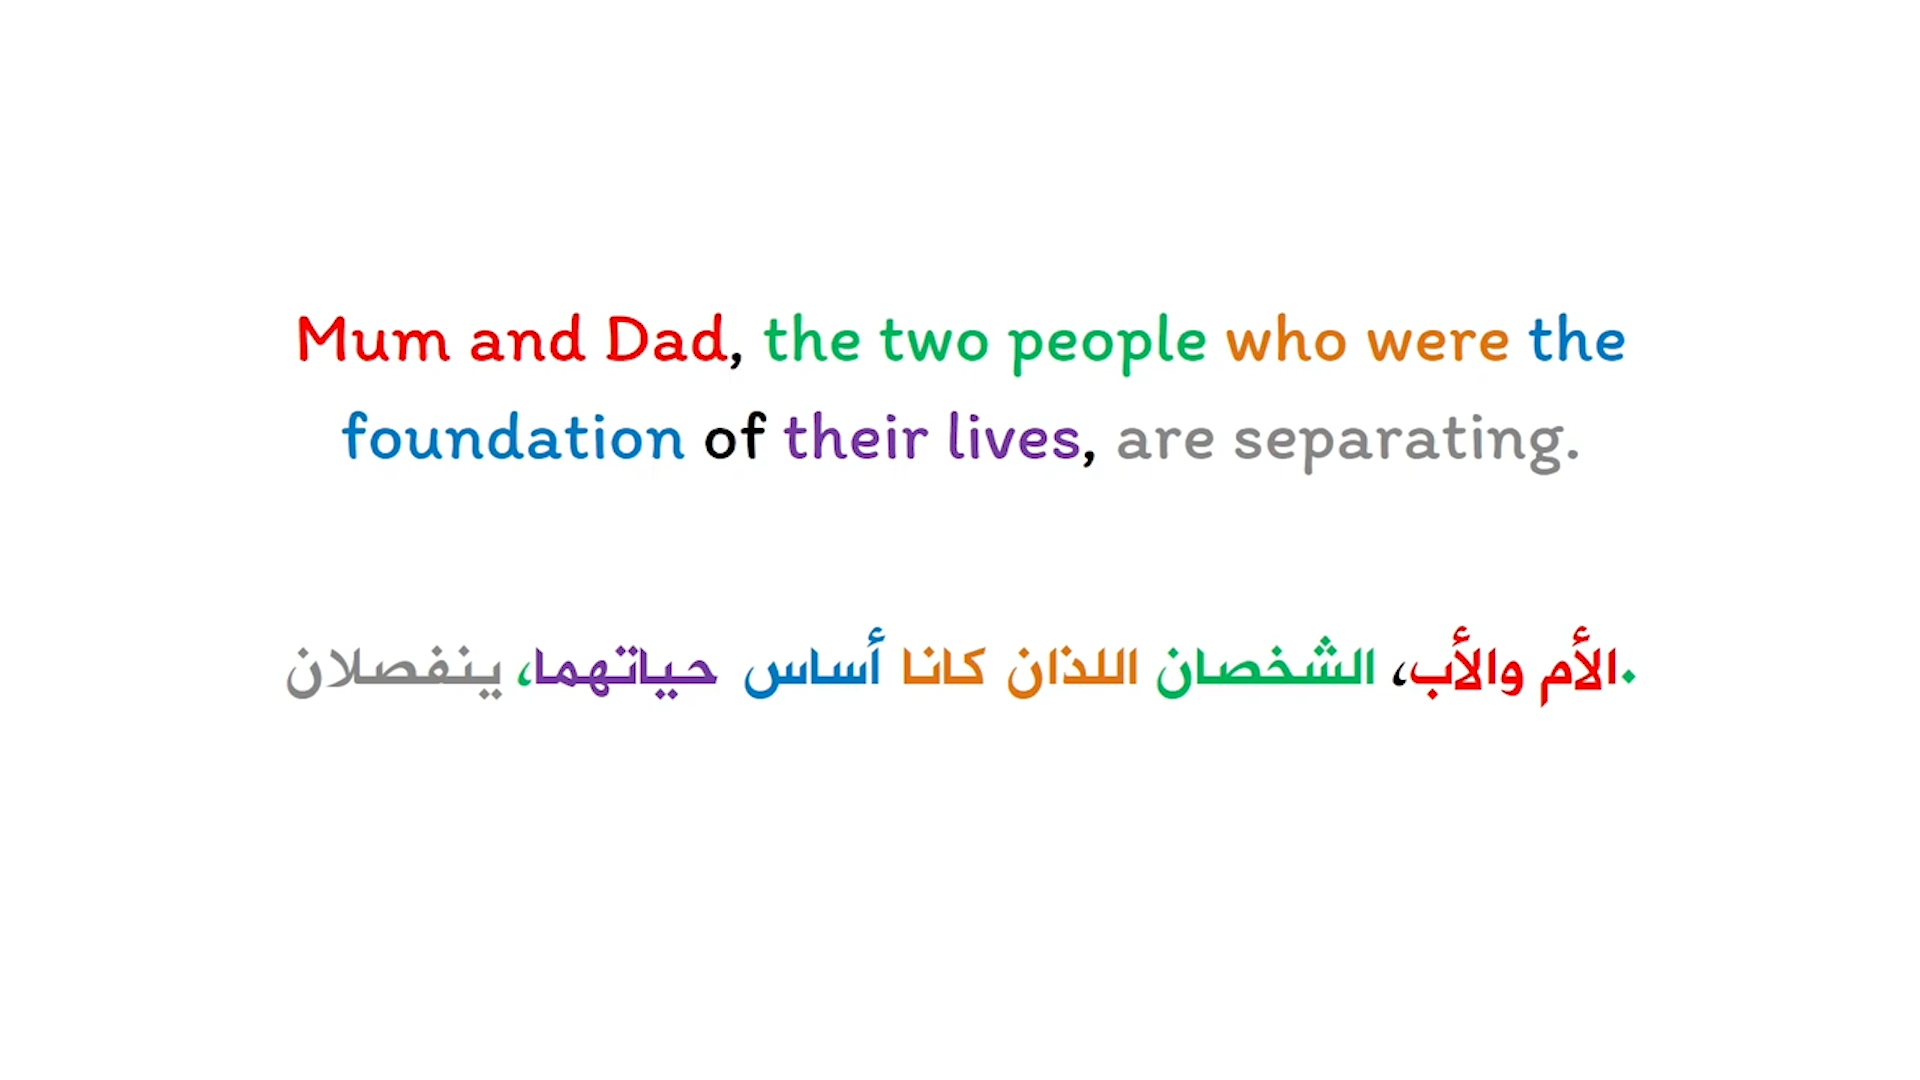 Mum and Dad, the two people who were the
foundation of their lives, are separating.
.الأم والأب، الشخصان اللذان كانا أساس حياتهما، ينفصلان